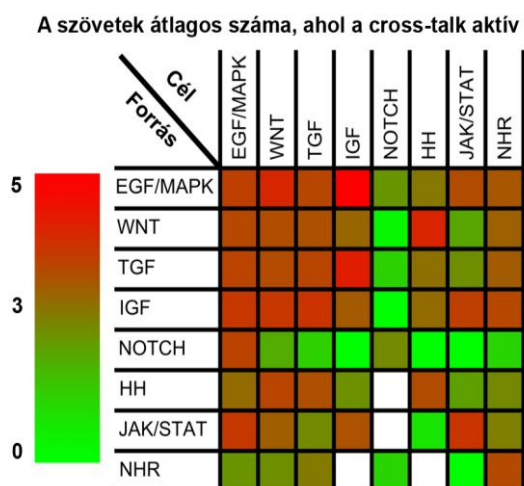 A szövetek átlagos száma, ahol a cross-talk aktív
Cél
Forrás
EGF/MAPK
WNT
TGF
IGF
NOTCH
HH
JAK/STAT
NHR
5
3
0
EGF/MAPK
WNT
TGF
IGF
NOTCH
HH
JAK/STAT
NHR